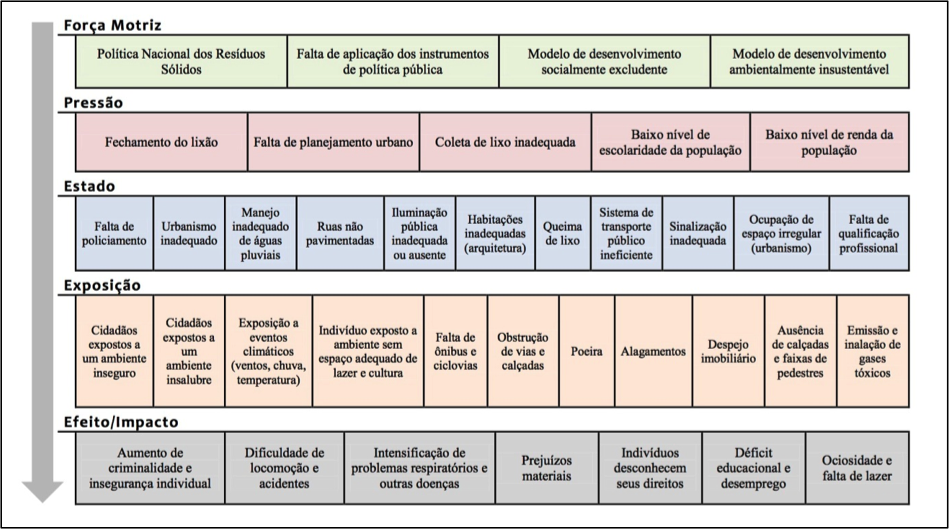 Força Motriz
Política Nacional dos Resíduos
Sólidos
Falta de aplicação dos instrumentos
de política pública
Modelo de desenvolvimento
socialmente excludente
Modelo de desenvolvimento
ambientalmente insustentável
Pressão
Fechamento do lixão
Falta de planejamento urbano
Coleta de lixo inadequada
Baixo nível de
escolaridade da população
Baixo nível de renda da
população
Estado
Falta de
policiamento
Urbanismo
inadequado
Manejo
inadequado
de águas
pluviais
Ruas não
pavimentadas
Iluminação
pública
inadequada
ou ausente
Habitações
inadequadas
(arquitetura)
Queima
de lixo
Sistema de
transporte
público
ineficiente
Sinalização
inadequada
Ocupação de
espaço irregular
(urbanismo)
Falta de
qualificação
profissional
Exposição
Cidadãos
expostos a
um ambiente
inseguro
Cidadãos
expostos a
um
ambiente
insalubre
Exposição a
eventos
climáticos
(ventos, chuva,
temperatura)
Indivíduo exposto a
ambiente sem
espaço adequado de
lazer e cultura
Falta de
ônibus e
ciclovias
Obstrução
de vias e
calçadas
Poeira
Alagamentos
Despejo
imobiliário
Ausência
de calçadas
e faixas de
pedestres
Emissão e
inalação de
gases
tóxicos
Efeito/Impacto
Aumento de
criminalidade e
insegurança individual
Dificuldade de
locomoção e
acidentes
Intensificação de
problemas respiratórios e
outras doenças
Prejuízos
materiais
Indivíduos
desconhecem
seus direitos
Déficit
educacional e
desemprego
Ociosidade e
falta de lazer